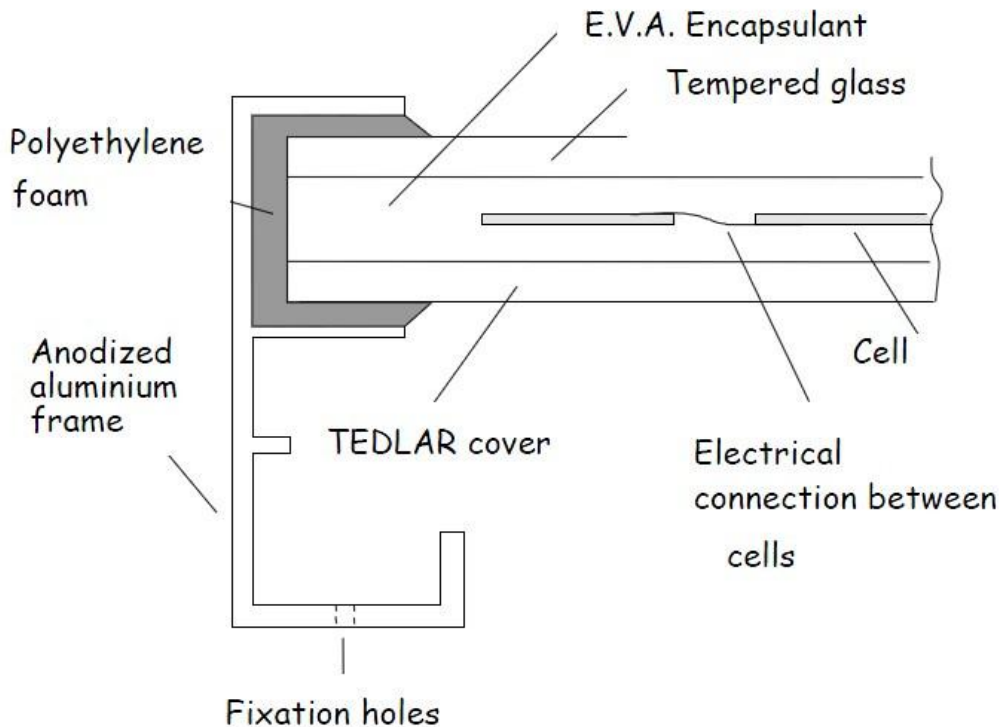 E.V.A. Encapsulant
Tempered glass
Polyethylene
foam
Anodized
aluminium
frame
Cell
TEDLAR cover
Electrical
connection between
cells
Fixation holes